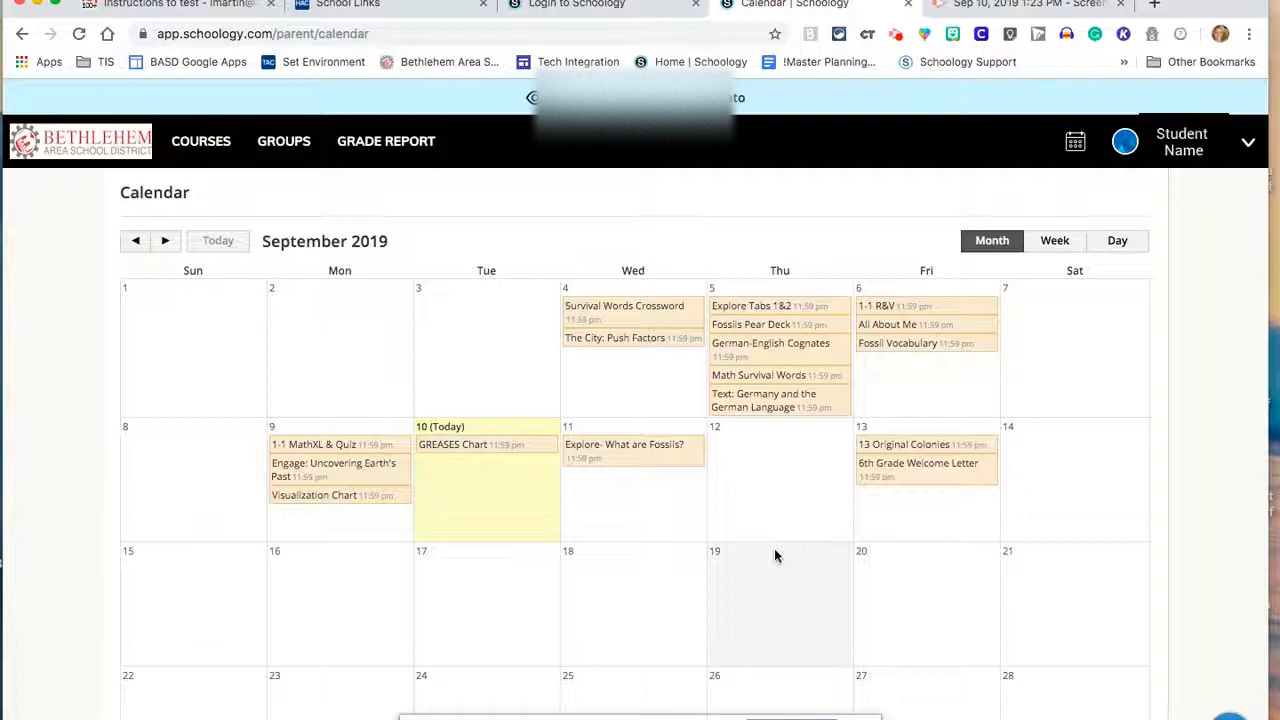 Instructions to test - lmartin@
School Links
Login to Schoology
Calendar | Schoology
Sep 10, 2019 1:23 PM - Screen
app.schoology.com/parent/calendar
Apps
TIS
BASD Google Apps
Set Environment
Bethlehem Area S...
Tech Integration
Home | Schoology
!Master Planning...
Schoology Support
»
Other Bookmarks
BETHLEHEM
AREA SCHOOL DISTRICT
COURSES
GROUPS
GRADE REPORT
Student
Name
Calendar
Today
September 2019
Month
Week
Day
Sun Mon Tue Wed Thu Fri Sat
1 2 3 4 5 6 7
Survival Words Crossword
11:59 pm
The City: Push Factors 11:59 pm
Explore Tabs 1&2 11:59 pm
Fossils Pear Deck 11:59 pm
German-English Cognates
11:59 pm
Math Survival Words 11:59 pm
Text: Germany and the
German Language 11:59 pm
1-1 R&V 11:59 pm
All About Me 11:59 pm
Fossil Vocabulary 11:59 pm
8 9 10 (Today) 11 12 13 14
1-1 MathXL & Quiz 11:59 pm
Engage: Uncovering Earth's
Past 11:59 pm
Visualization Chart 11:59 pm
GREASES Chart 11:59 pm
Explore- What are Fossils?
11:59 pm
13 Original Colonies 11:59 pm
6th Grade Welcome Letter
11:59 pm
15 16 17 18 19 20 21
22 23 24 25 26 27 28